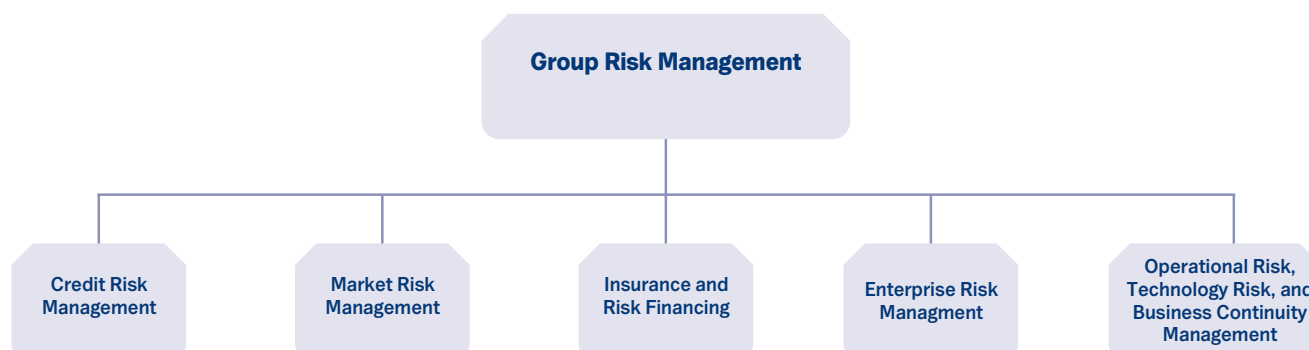 Group Risk Management
Credit Risk
Management
Market Risk
Management
Insurance and
Risk Financing
Enterprise Risk
Managment
Operational Risk,
Technology Risk, and
Business Continuity
Management